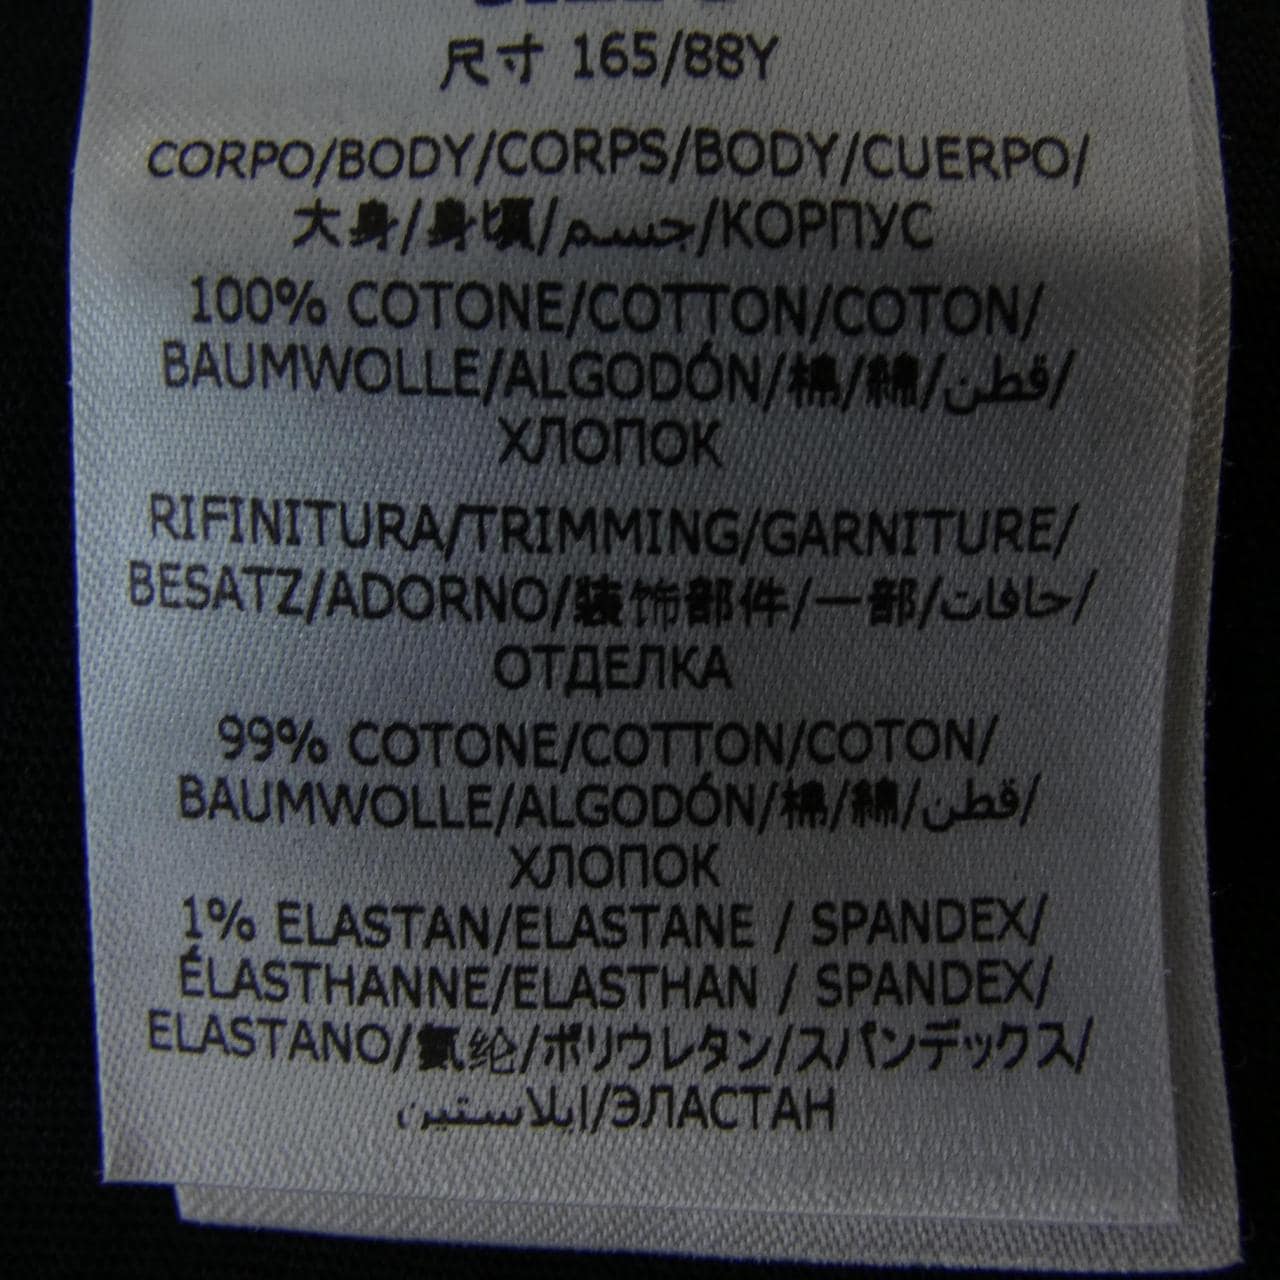 尺寸 165/88Y
CORPO/BODY/CORPS/BODY/CUERPO/
大身/身頃/جسم/КОРПУС
100% COTONE/COTTON/COTON/
BAUMWOLLE/ALGODÓN/棉/綿/قطن/
ХЛОПОК
RIFINITURA/TRIMMING/GARNITURE/
BESATZ/ADORNO/装饰部件/一部/حافات/
ОТДЕЛКА
99% COTONE/COTTON/COTON/
BAUMWOLLE/ALGODÓN/棉/綿/قطن/
ХЛОПОК
1% ELASTAN/ELASTANE / SPANDEX/
ÉLASTHANNE/ELASTHAN / SPANDEX/
ELASTANO/氨纶/ポリウレタン/スパンデックス/
ايلاستين/ЭЛАСТАН